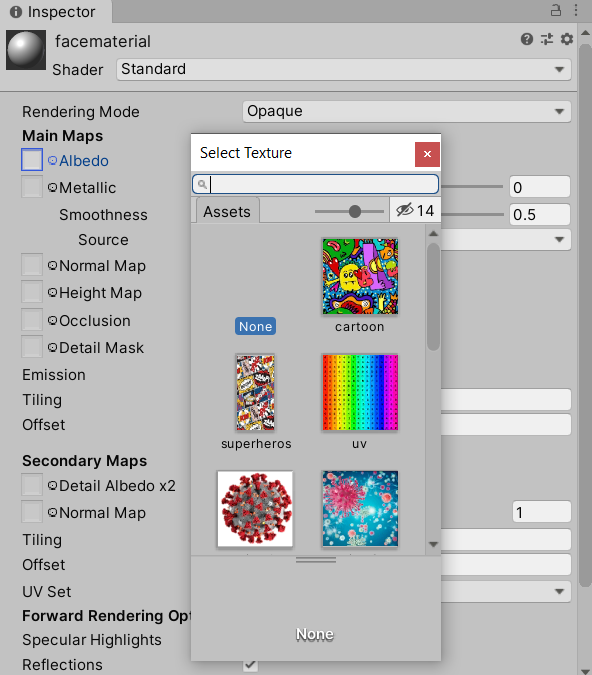 Inspector
facematerial
Shader Standard
Rendering Mode Opaque
Main Maps
Select Texture
Albedo
Metallic 0
Assets 14
Smoothness 0.5
Source
Normal Map
Height Map
Occlusion
None cartoon
Detail Mask
Emission
Tiling
Offset
superheros uv
Secondary Maps
Detail Albedo x2
Normal Map 1
Tiling
Offset
UV Set
Forward Rendering Opt
None
Specular Highlights
Reflections